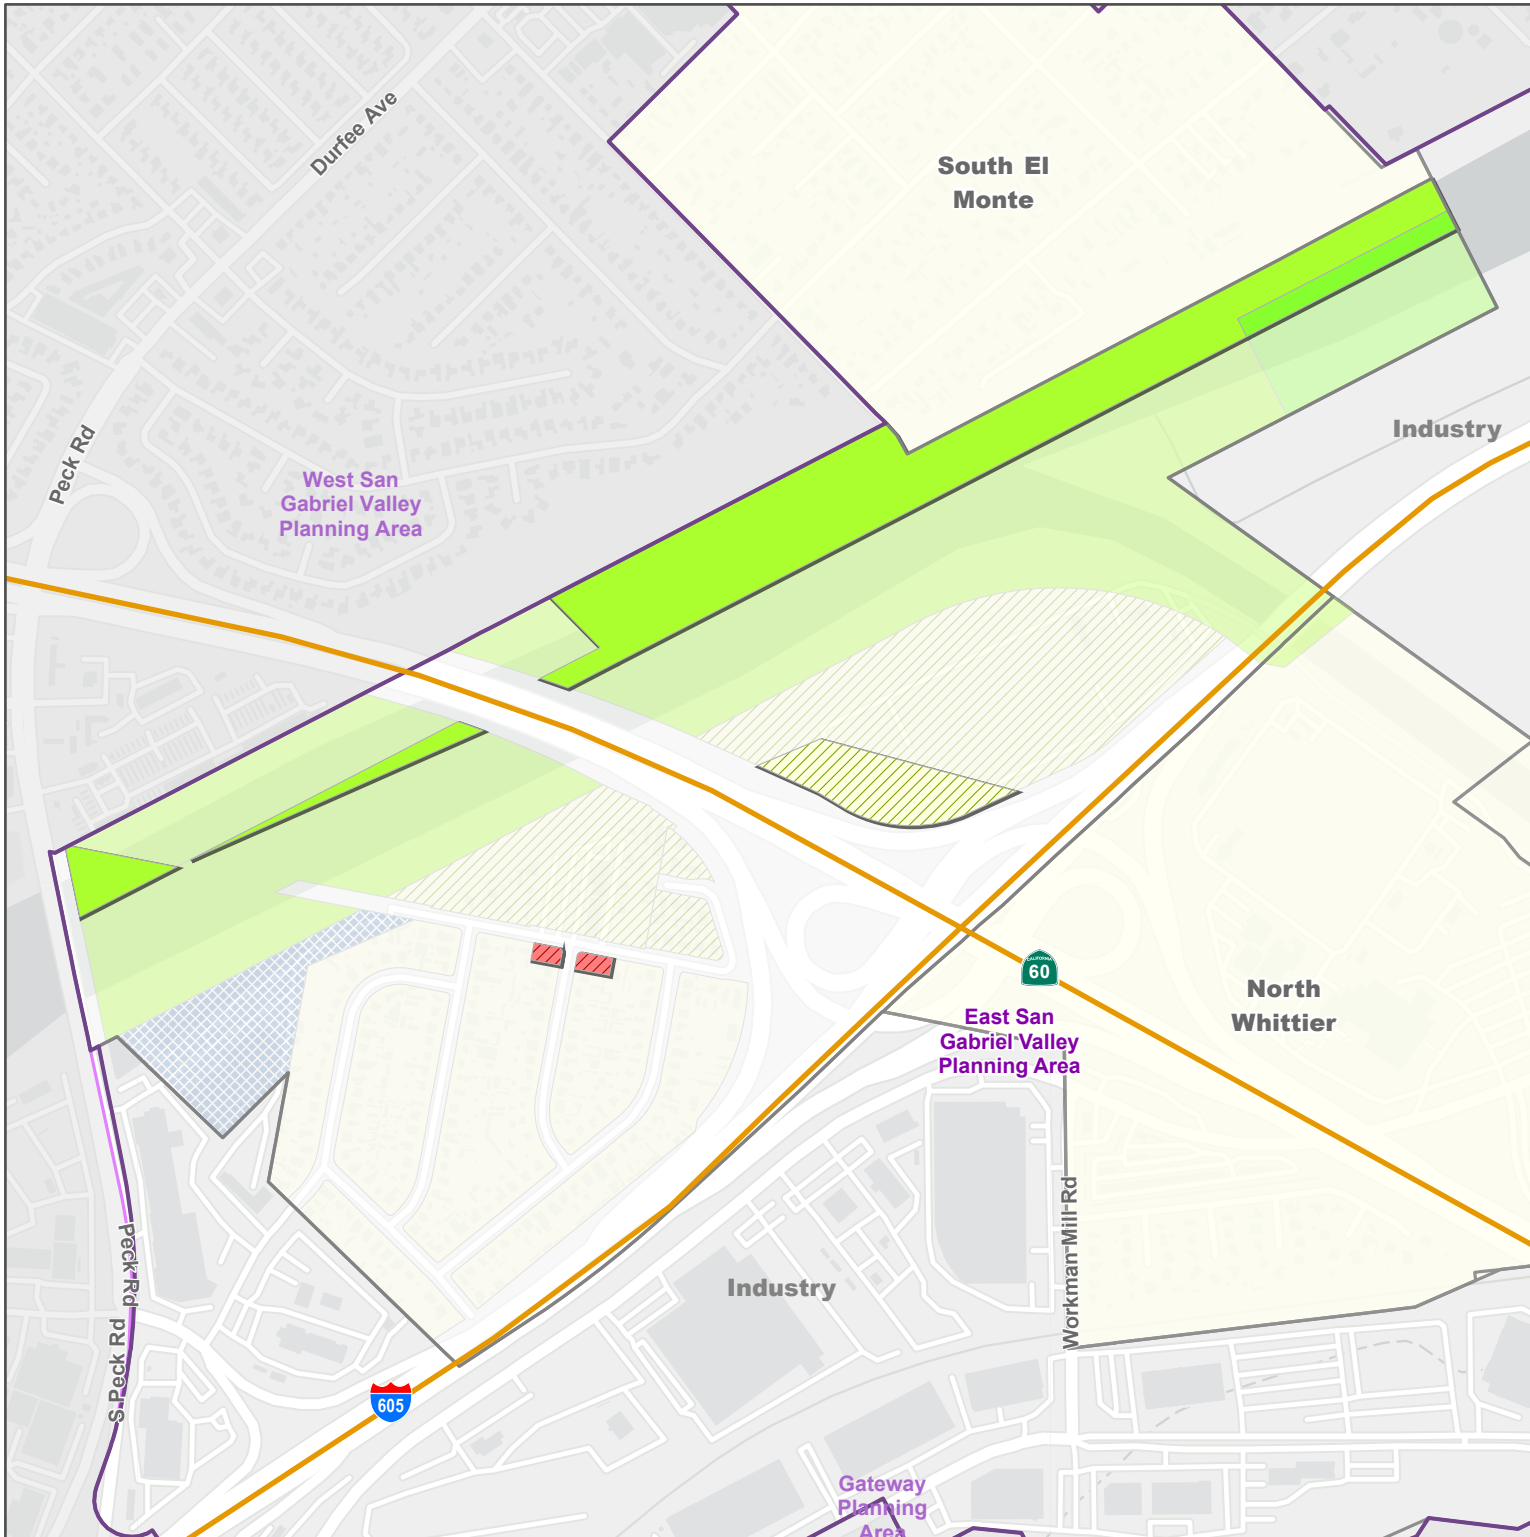 Durfee Ave
South El
Monte
Peck Rd
Industry
West San
Gabriel Valley
Planning Area
CALIFORNIA
60
North
Whittier
East San
Gabriel Valley
Planning Area
Workman Mill Rd
Peck Rd
Industry
S Peck Rd
605
Gateway
Planning
Area